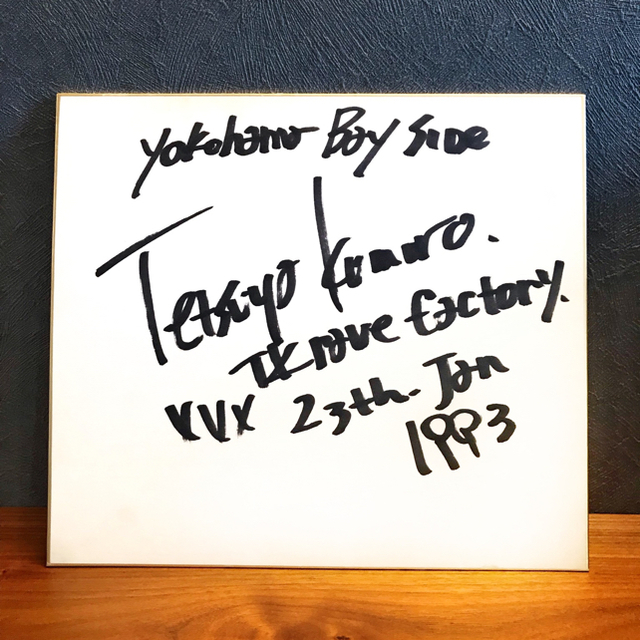 Yokohama Bay Side
Tetsuya Komuro.
TK rave factory.
XVX 23th. Jan
1993